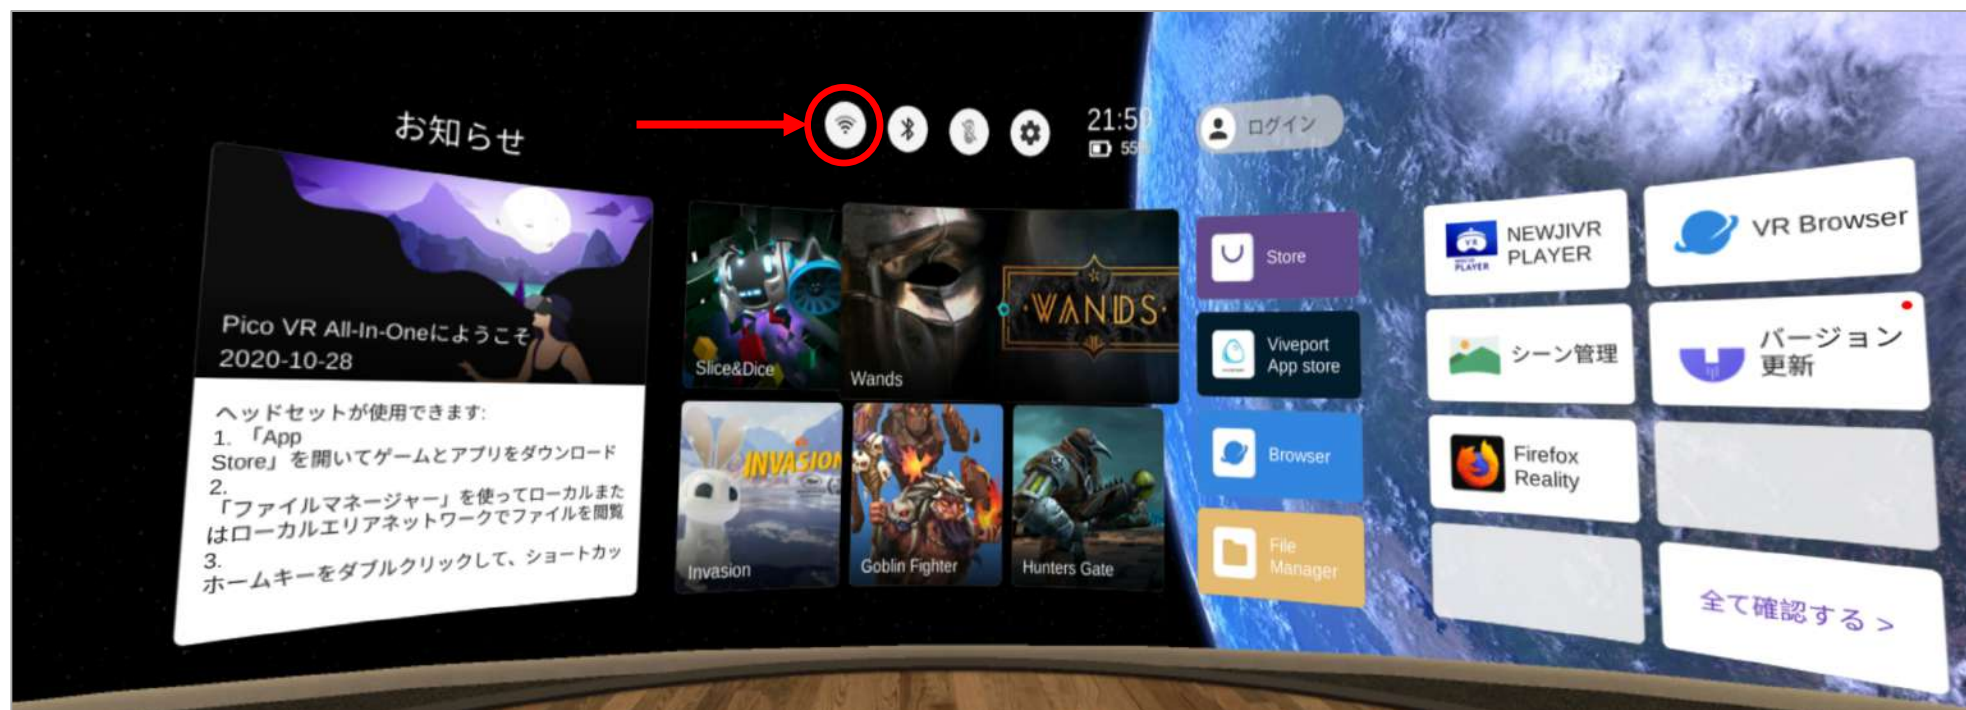 お知らせ
21:50
55
ログイン
Pico VR All-In-Oneにようこそ
2020-10-28
ヘッドセットが使用できます:
1. 「App
Store」を開いてゲームとアプリをダウンロード
2.
「ファイルマネージャー」を使ってローカルまた
はローカルエリアネットワークでファイルを閲覧
3.
ホームキーをダブルクリックして、ショートカッ
Slice&Dice
WANDS
Wands
INVASION
Invasion
Goblin Fighter
Hunters Gate
Store
Viveport
App store
Browser
File
Manager
VR
PLAYER
NEWJIVR
PLAYER
VR Browser
シーン管理
バージョン
更新
Firefox
Reality
全て確認する >